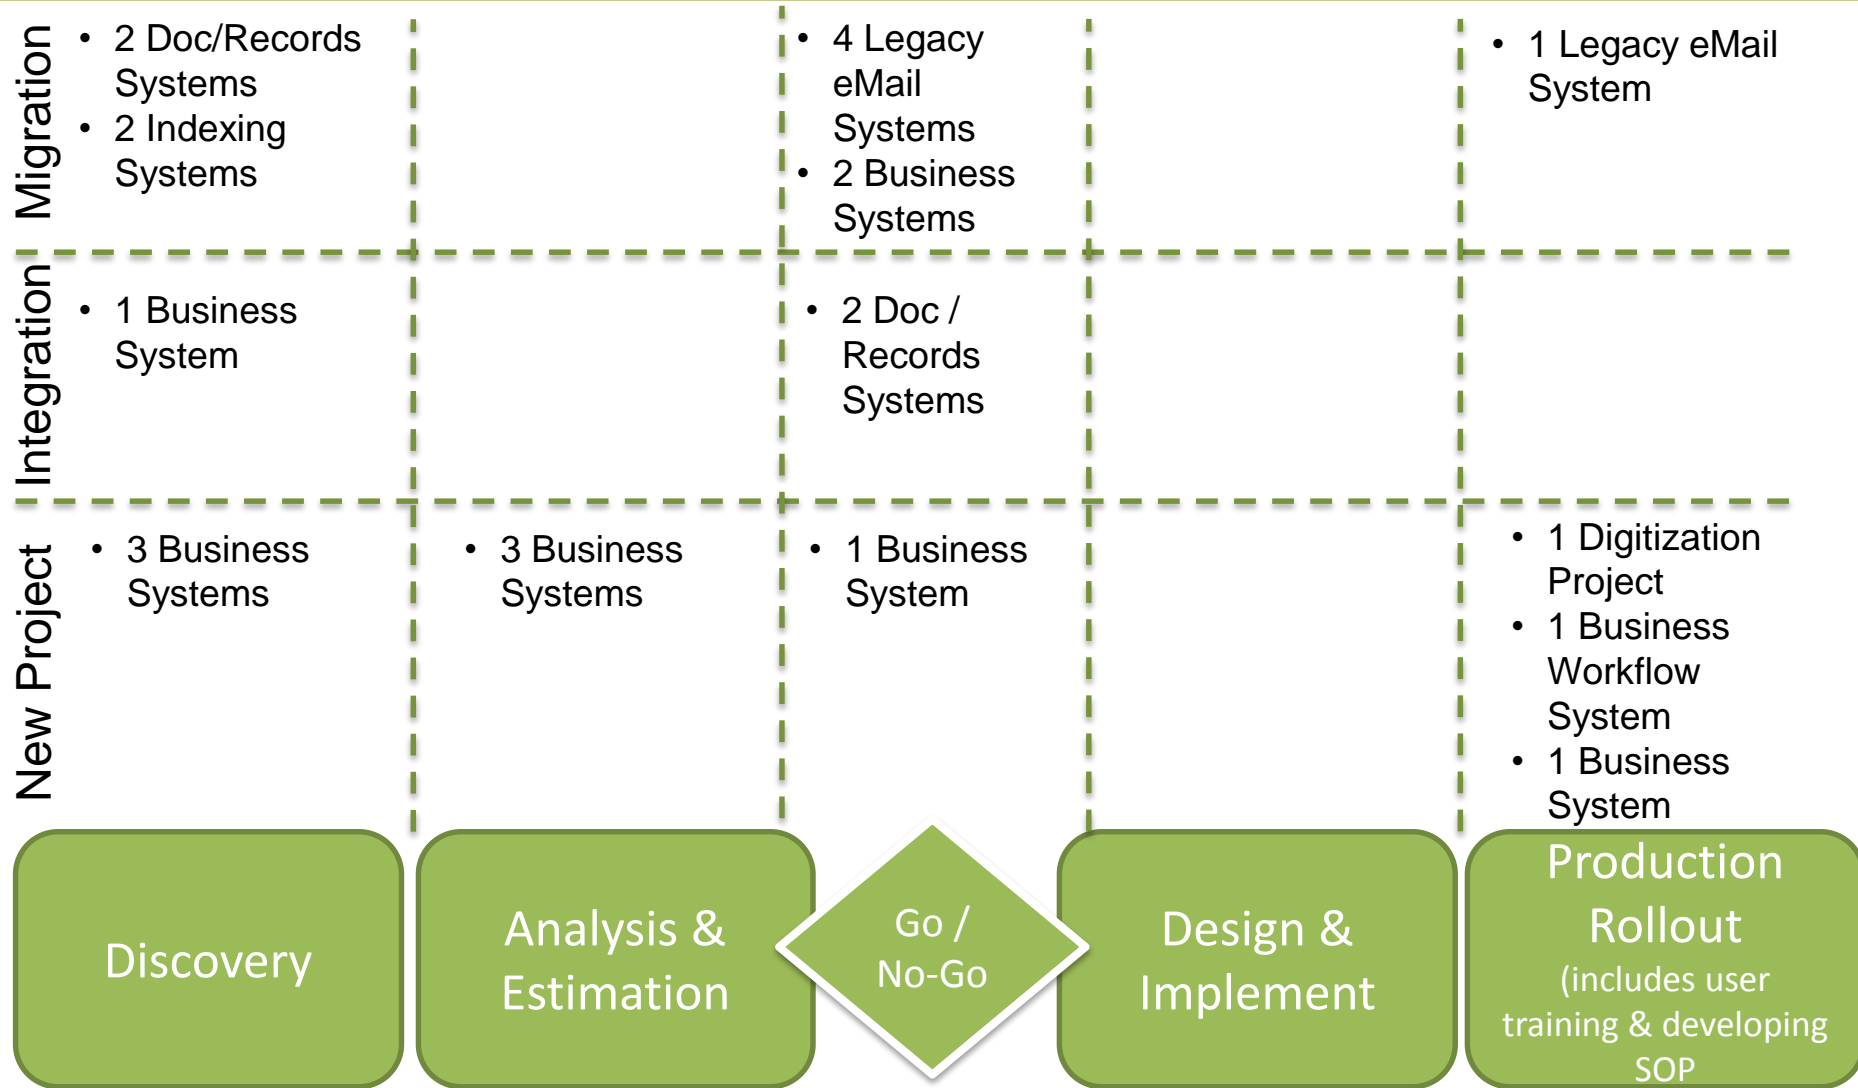 Migration
• 2 Doc/Records
Systems
• 2 Indexing
Systems
• 4 Legacy
eMail
Systems
• 2 Business
Systems
• 1 Legacy eMail
System
Integration
• 1 Business
System
• 2 Doc /
Records
Systems
New Project
• 3 Business
Systems
• 3 Business
Systems
• 1 Business
System
• 1 Digitization
Project
• 1 Business
Workflow
System
• 1 Business
System
Discovery
Analysis &
Estimation
Go /
No-Go
Design &
Implement
Production
Rollout
(includes user
training & developing
SOP